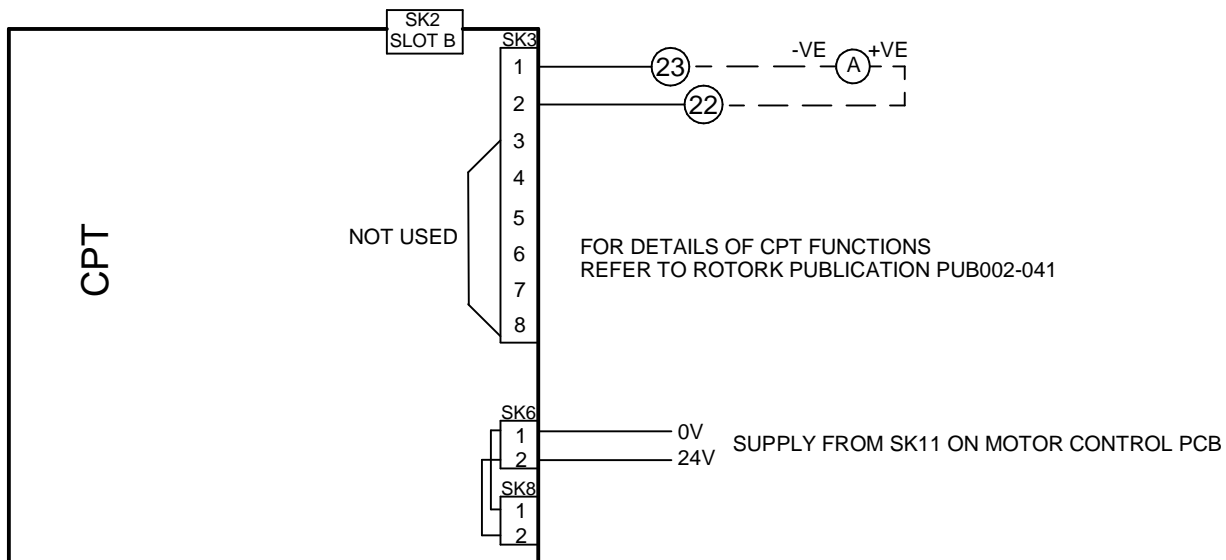 SK2
SLOT B
SK3
1
2
3
4
5
6
7
8
23
-VE
A
+VE
22
NOT USED
CPT
FOR DETAILS OF CPT FUNCTIONS
REFER TO ROTORK PUBLICATION PUB002-041
SK6
1
2
0V
24V
SUPPLY FROM SK11 ON MOTOR CONTROL PCB
SK8
1
2